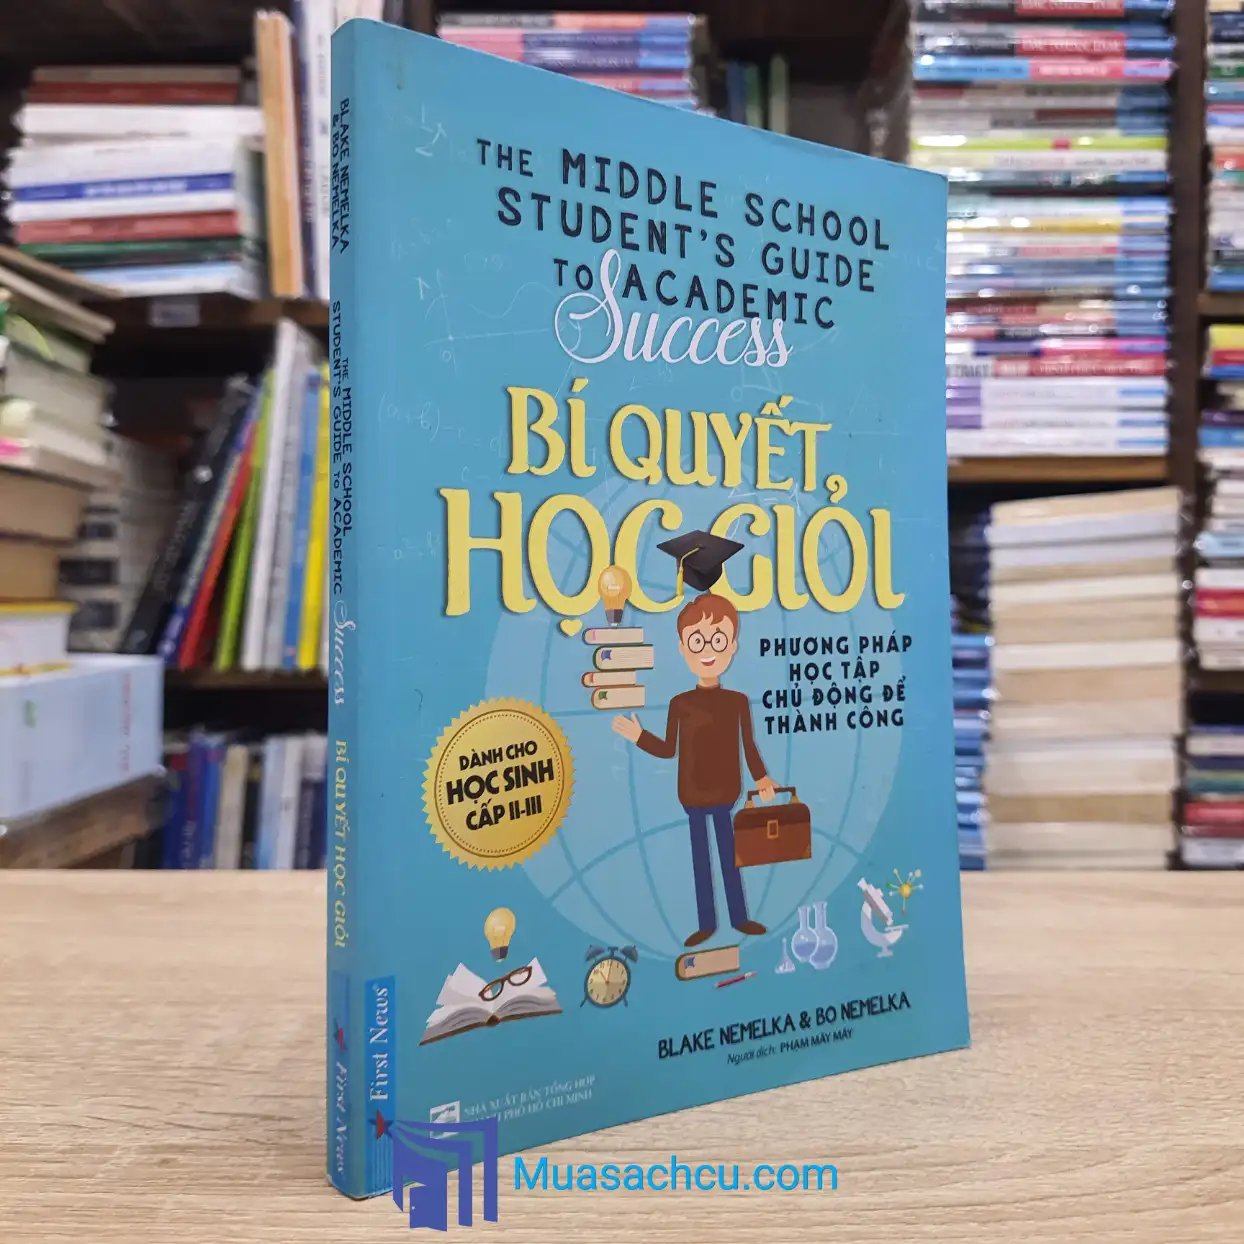 THE MIDDLE SCHOOL
STUDENT'S GUIDE
TO ACADEMIC
Success
BÍ QUYẾT
HỌC GIỎI
PHƯƠNG PHÁP
HỌC TẬP
CHỦ ĐỘNG ĐỂ
THÀNH CÔNG
DÀNH CHO
HỌC SINH
CẤP II-III
BLAKE NEMELKA & BO NEMELKA
Người dịch: PHẠM MÂY MÂY
First News
NHÀ XUẤT BẢN TỔNG HỢP
THÀNH PHỐ HỒ CHÍ MINH
BLAKE NEMELKA
& BO NEMELKA
THE MIDDLE SCHOOL
STUDENT'S GUIDE TO ACADEMIC Success
BÍ QUYẾT HỌC GIỎI
First News
Muasachcu.com